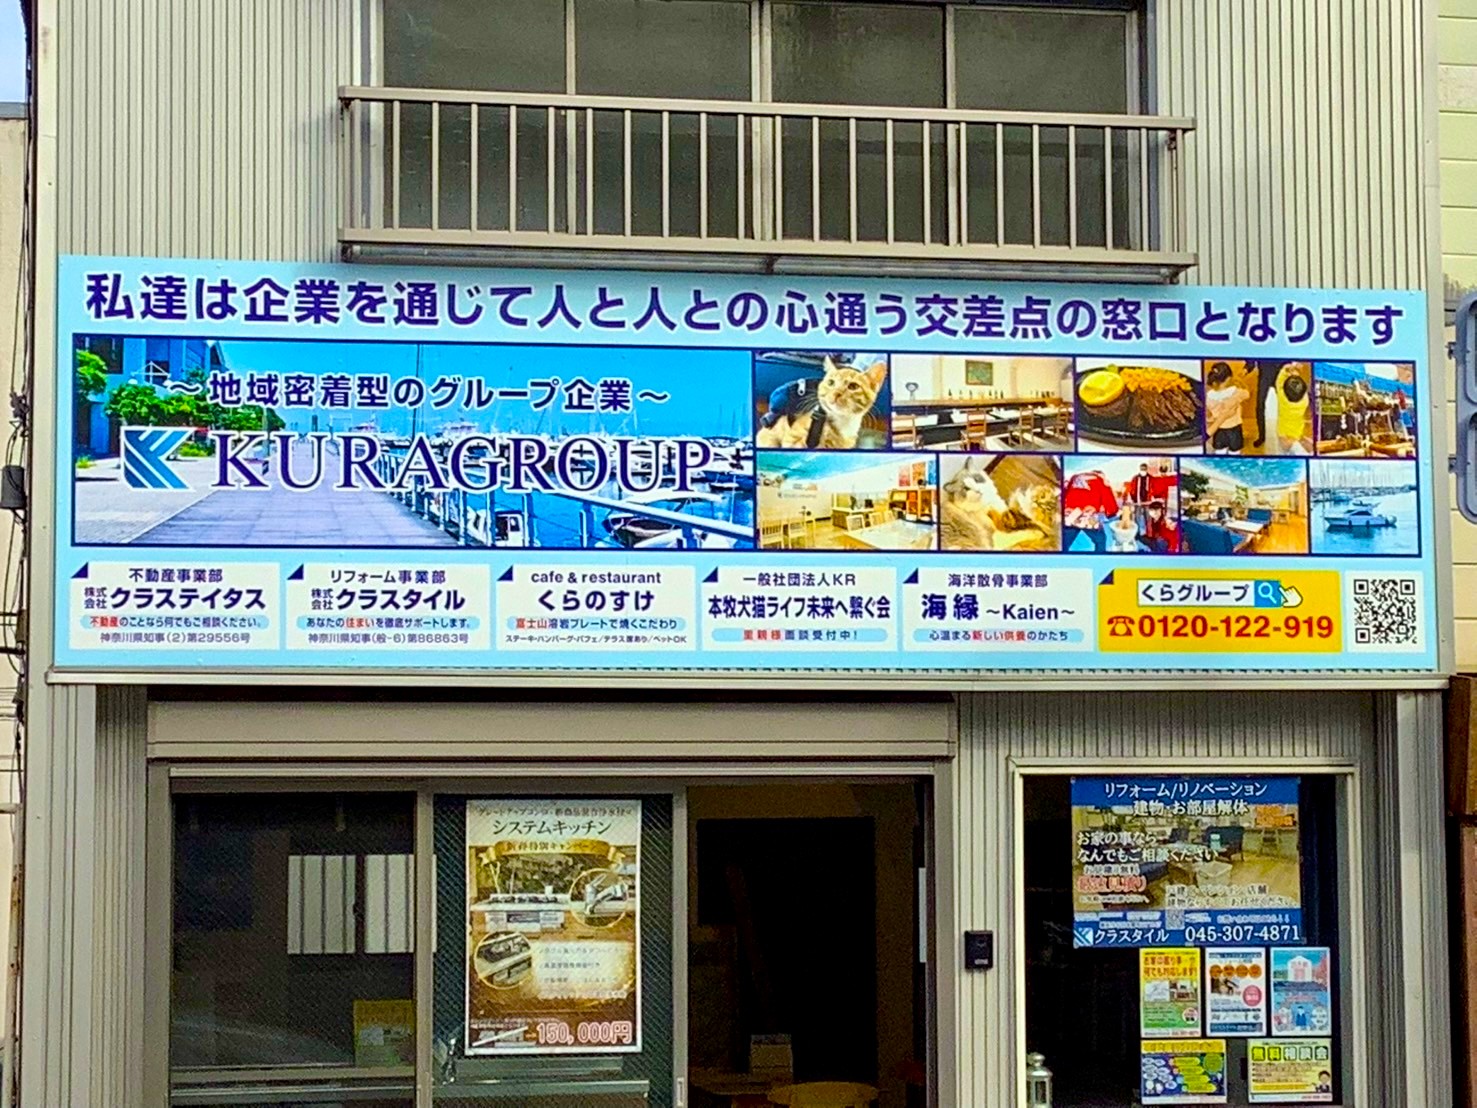 私達は企業を通じて人と人との心通う交差点の窓口となります
～地域密着型のグループ企業～
KURAGROUP
不動産事業部
株式会社 クラステイタス
不動産のことなら何でもご相談ください。
神奈川県知事(2)第29556号
リフォーム事業部
株式会社 クラスタイル
あなたの住まいを徹底サポートします。
神奈川県知事(般-6)第86863号
cafe & restaurant
くらのすけ
富士山溶岩プレートで焼くこだわり
ステーキ・ハンバーグ・パフェ/テラス席あり/ペットOK
一般社団法人KR
本牧犬猫ライフ未来へ繋ぐ会
里親様面談受付中!
海洋散骨事業部
海縁 ～Kaien～
心温まる新しい供養のかたち
くらグループ
☎0120-122-919
システムキッチン
150,000円
リフォーム/リノベーション
建物・お部屋解体
お家の事なら
なんでもご相談ください
クラスタイル 045-307-4871
無料相談会